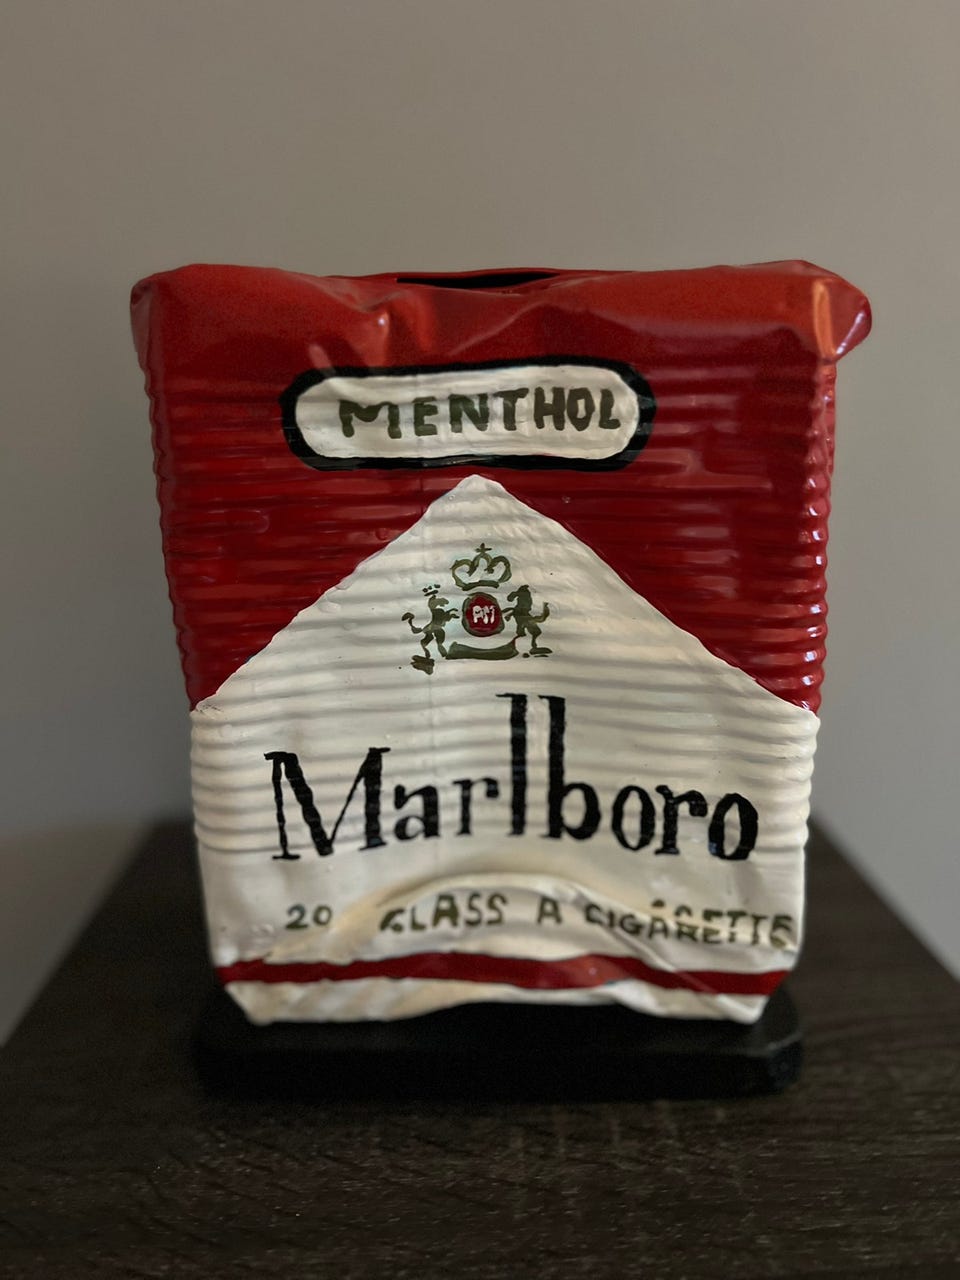 MENTHOL
PM
Marlboro
20 CLASS A CIGARETTE